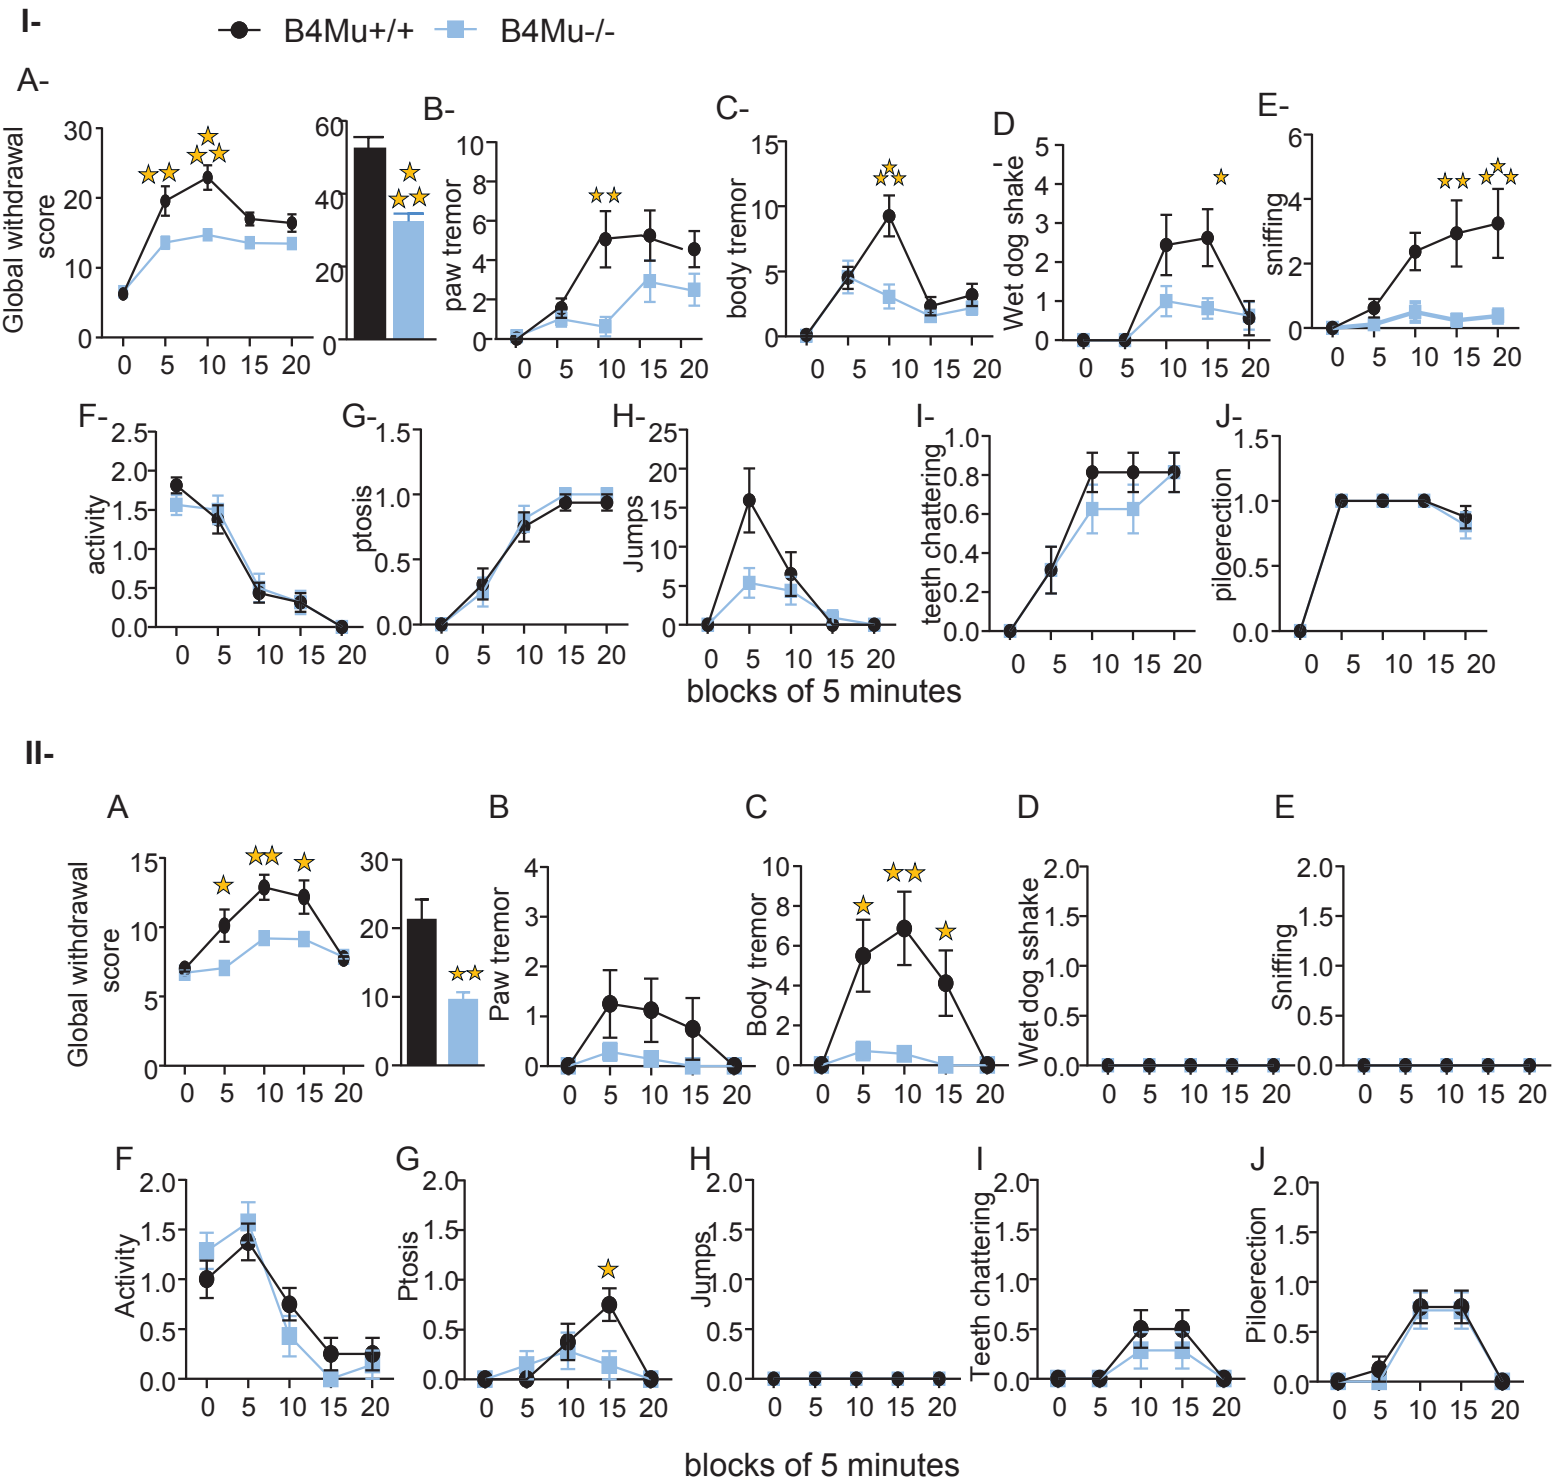 I-
B4Mu+/+ B4Mu-/-
A-
Global withdrawal
score
30
20
10
0
0 5 10 15 20
60
40
20
0
B-
paw tremor
10
8
6
4
2
0
0 5 10 15 20
C-
body tremor
15
10
5
0
0 5 10 15 20
D-
Wet dog shake
5
4
3
2
1
0
0 5 10 15 20
E-
sniffing
6
4
2
0
0 5 10 15 20
F-
activity
2.5
2.0
1.5
1.0
0.5
0.0
0 5 10 15 20
G-
ptosis
1.5
1.0
0.5
0.0
0 5 10 15 20
H-
Jumps
25
20
15
10
5
0
0 5 10 15 20
I-
teeth chattering
1.0
0.8
0.6
0.4
0.2
0.0
0 5 10 15 20
J-
piloerection
1.5
1.0
0.5
0.0
0 5 10 15 20
blocks of 5 minutes
II-
A
Global withdrawal
score
15
10
5
0
0 5 10 15 20
30
20
10
0
B
Paw tremor
4
3
2
1
0
0 5 10 15 20
C
Body tremor
10
8
6
4
2
0
0 5 10 15 20
D
Wet dog sshake
2.0
1.5
1.0
0.5
0.0
0 5 10 15 20
E
Sniffing
2.0
1.5
1.0
0.5
0.0
0 5 10 15 20
F
Activity
2.0
1.5
1.0
0.5
0.0
0 5 10 15 20
G
Ptosis
2.0
1.5
1.0
0.5
0.0
0 5 10 15 20
H
Jumps
2.0
1.5
1.0
0.5
0.0
0 5 10 15 20
I
Teeth chattering
2.0
1.5
1.0
0.5
0.0
0 5 10 15 20
J
Piloerection
2.0
1.5
1.0
0.5
0.0
0 5 10 15 20
blocks of 5 minutes